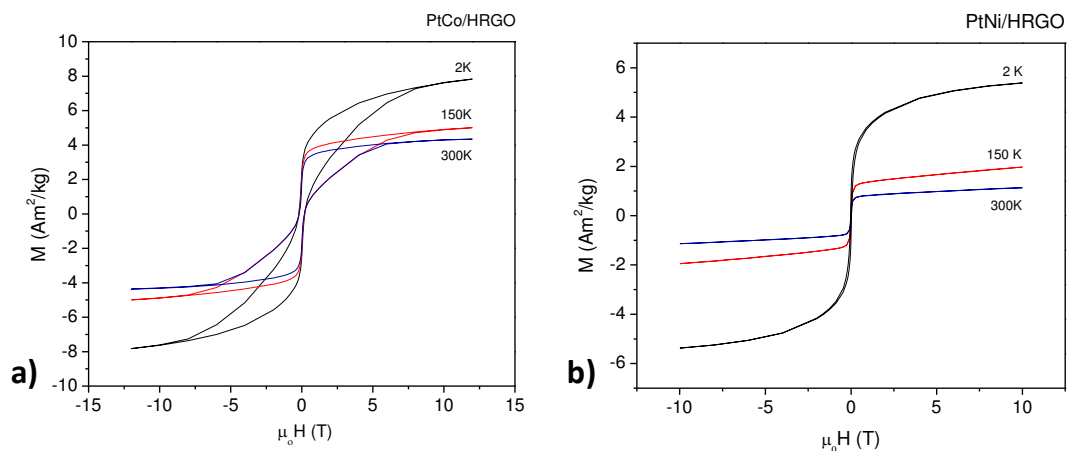 PtCo/HRGO
10
8
6
4
2
0
-2
-4
-6
-8
-10
M (Am²/kg)
2K
150K
300K
-15 -10 -5 0 5 10 15
μₒH (T)
a)
PtNi/HRGO
6
4
2
0
-2
-4
-6
M (Am²/kg)
2 K
150 K
300K
-10 -5 0 5 10
μ₀H (T)
b)